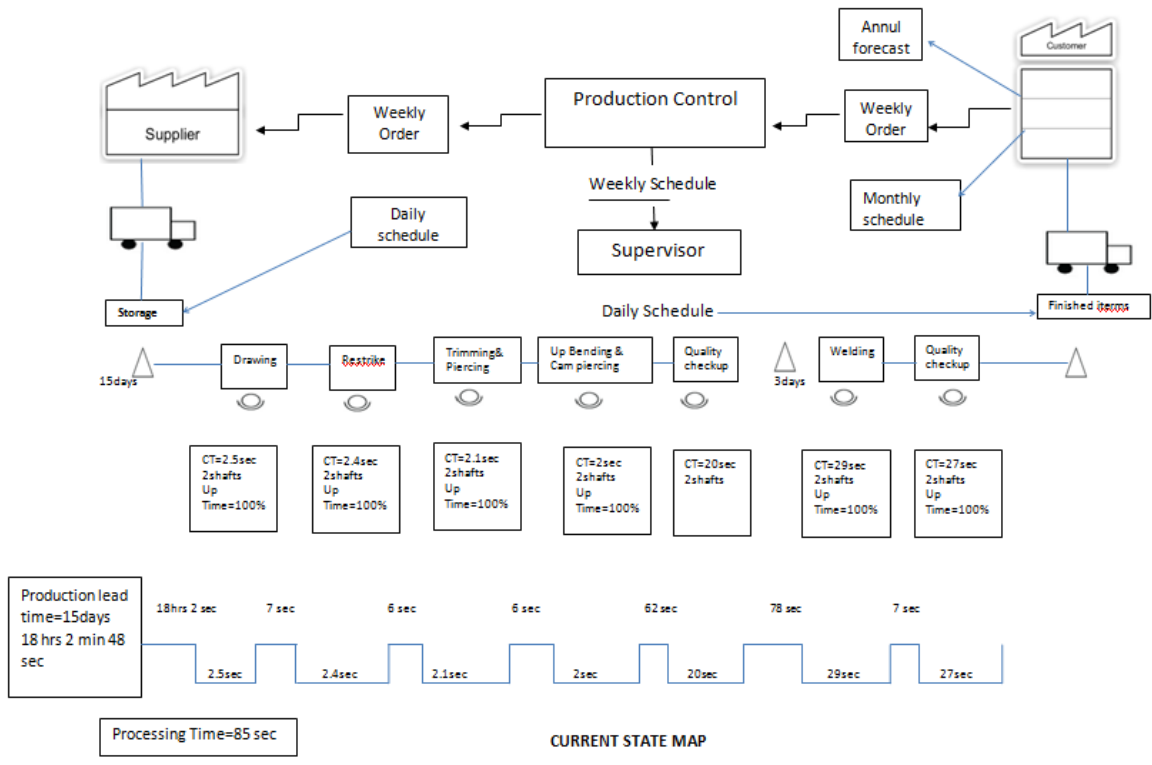 Annul
forecast
Customer
Supplier
Weekly
Order
Production Control
Weekly
Order
Weekly Schedule
Monthly
schedule
Daily
schedule
Supervisor
Storage
Daily Schedule
Finished iterms
15days
Drawing
Restrike
Trimming&
Piercing
Up Bending &
Cam piercing
Quality
checkup
3days
Welding
Quality
checkup
CT=2.5sec
2shafts
Up
Time=100%
CT=2.4sec
2shafts
Up
Time=100%
CT=2.1sec
2shafts
Up
Time=100%
CT=2sec
2shafts
Up
Time=100%
CT=20sec
2shafts
CT=29sec
2shafts
Up
Time=100%
CT=27sec
2shafts
Up
Time=100%
Production lead
time=15days
18 hrs 2 min 48
sec
18hrs 2 sec
7 sec
6 sec
6 sec
62 sec
78 sec
7 sec
2.5sec
2.4sec
2.1sec
2sec
20sec
29sec
27sec
Processing Time=85 sec
CURRENT STATE MAP